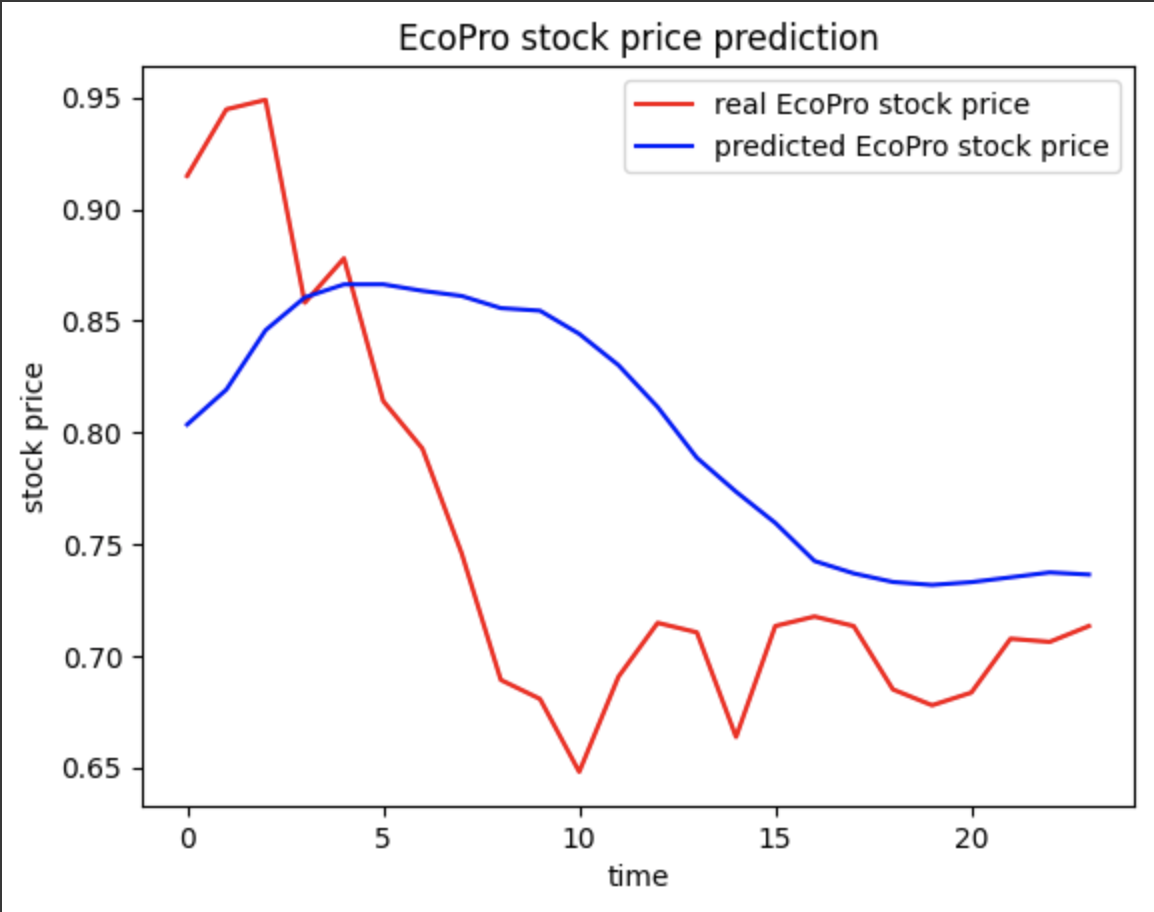 EcoPro stock price prediction
real EcoPro stock price
predicted EcoPro stock price
stock price
0.95
0.90
0.85
0.80
0.75
0.70
0.65
0 5 10 15 20
time